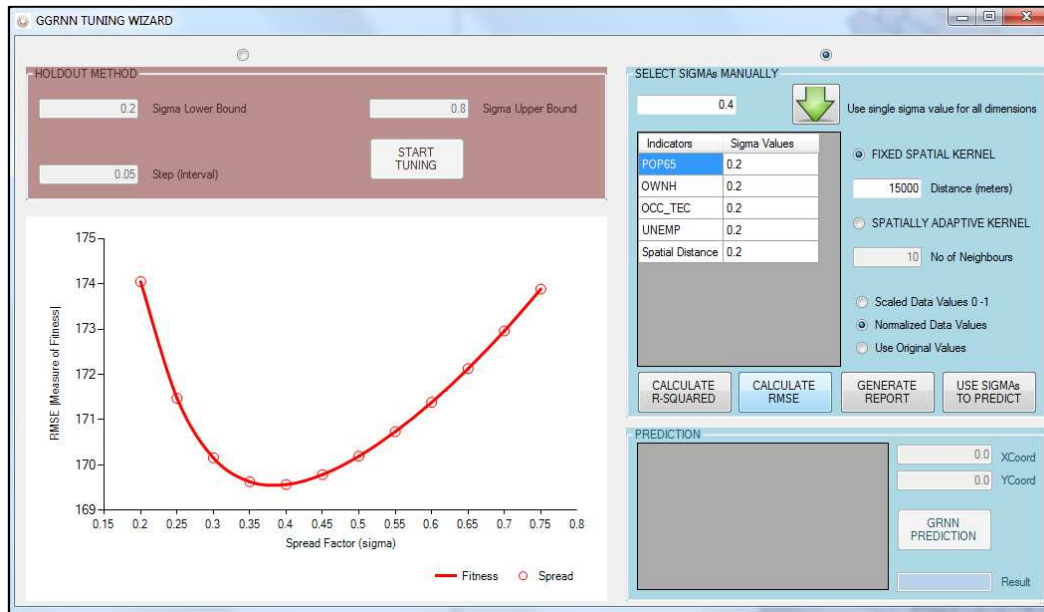 GGRNN TUNING WIZARD
HOLDOUT METHOD
0.2 Sigma Lower Bound
0.8 Sigma Upper Bound
0.05 Step (Interval)
START
TUNING
175
174
173
172
171
170
169
RMSE |Measure of Fitness|
0.15 0.2 0.25 0.3 0.35 0.4 0.45 0.5 0.55 0.6 0.65 0.7 0.75 0.8
Spread Factor (sigma)
Fitness Spread
SELECT SIGMAs MANUALLY
0.4 Use single sigma value for all dimensions
Indicators Sigma Values
POP65 0.2
OWNH 0.2
OCC_TEC 0.2
UNEMP 0.2
Spatial Distance 0.2
FIXED SPATIAL KERNEL
15000 Distance (meters)
SPATIALLY ADAPTIVE KERNEL
10 No of Neighbours
Scaled Data Values 0 -1
Normalized Data Values
Use Original Values
CALCULATE
R-SQUARED
CALCULATE
RMSE
GENERATE
REPORT
USE SIGMAs
TO PREDICT
PREDICTION
0.0 XCoord
0.0 YCoord
GRNN
PREDICTION
Result